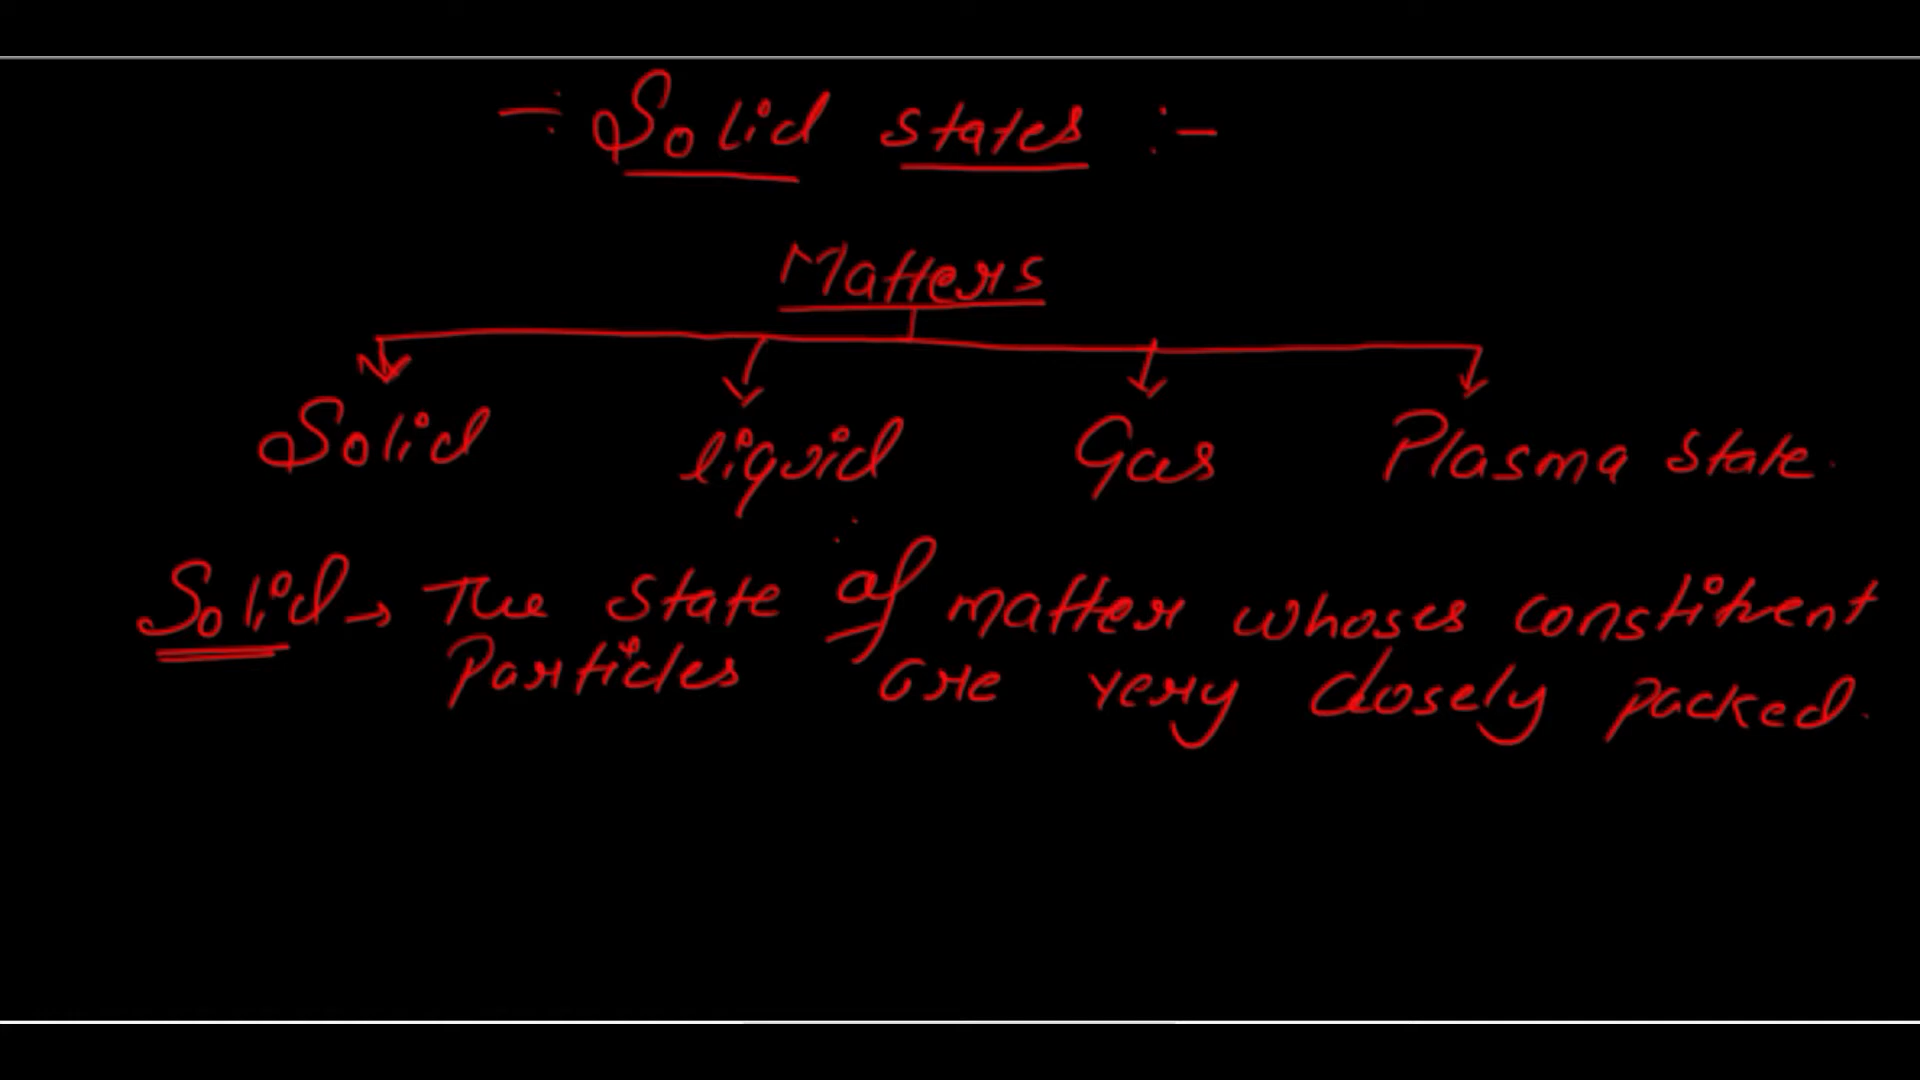 -: Solid states :-
Matters
Solid liquid Gas Plasma state.
Solid → The state of matter whoses constituent
Particles are very closely packed.